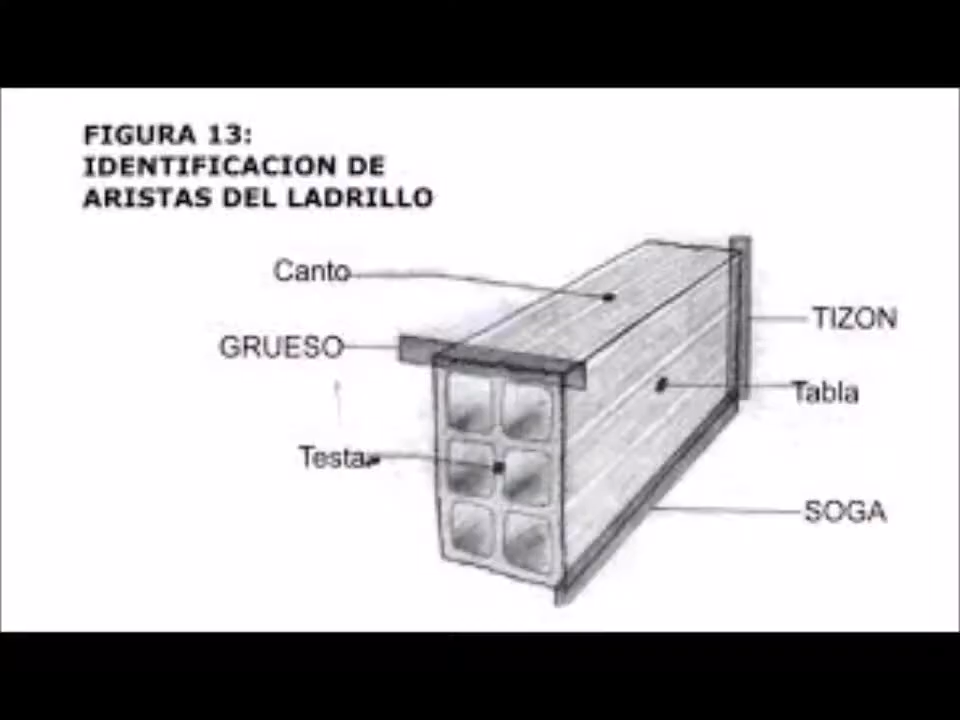 FIGURA 13:
IDENTIFICACION DE
ARISTAS DEL LADRILLO
Canto
TIZON
GRUESO
Tabla
Testa
SOGA